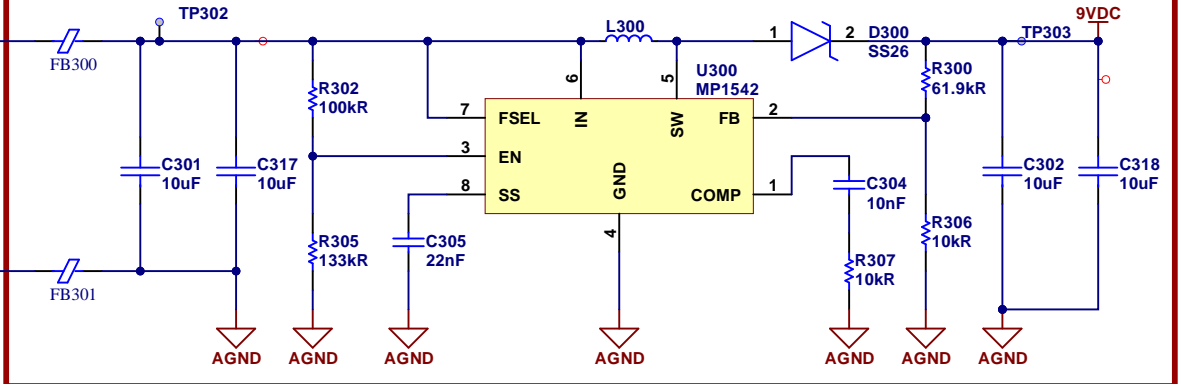 TP302
9VDC
L300
1
2
D300
SS26
TP303
FB300
U300
MP1542
R300
61.9kR
6
5
R302
100kR
7
FSEL
IN
SW
FB
2
3
EN
C301
10uF
C317
10uF
8
SS
GND
COMP
1
C304
10nF
C302
10uF
C318
10uF
4
R305
133kR
C305
22nF
R306
10kR
R307
10kR
FB301
AGND
AGND
AGND
AGND
AGND
AGND
AGND